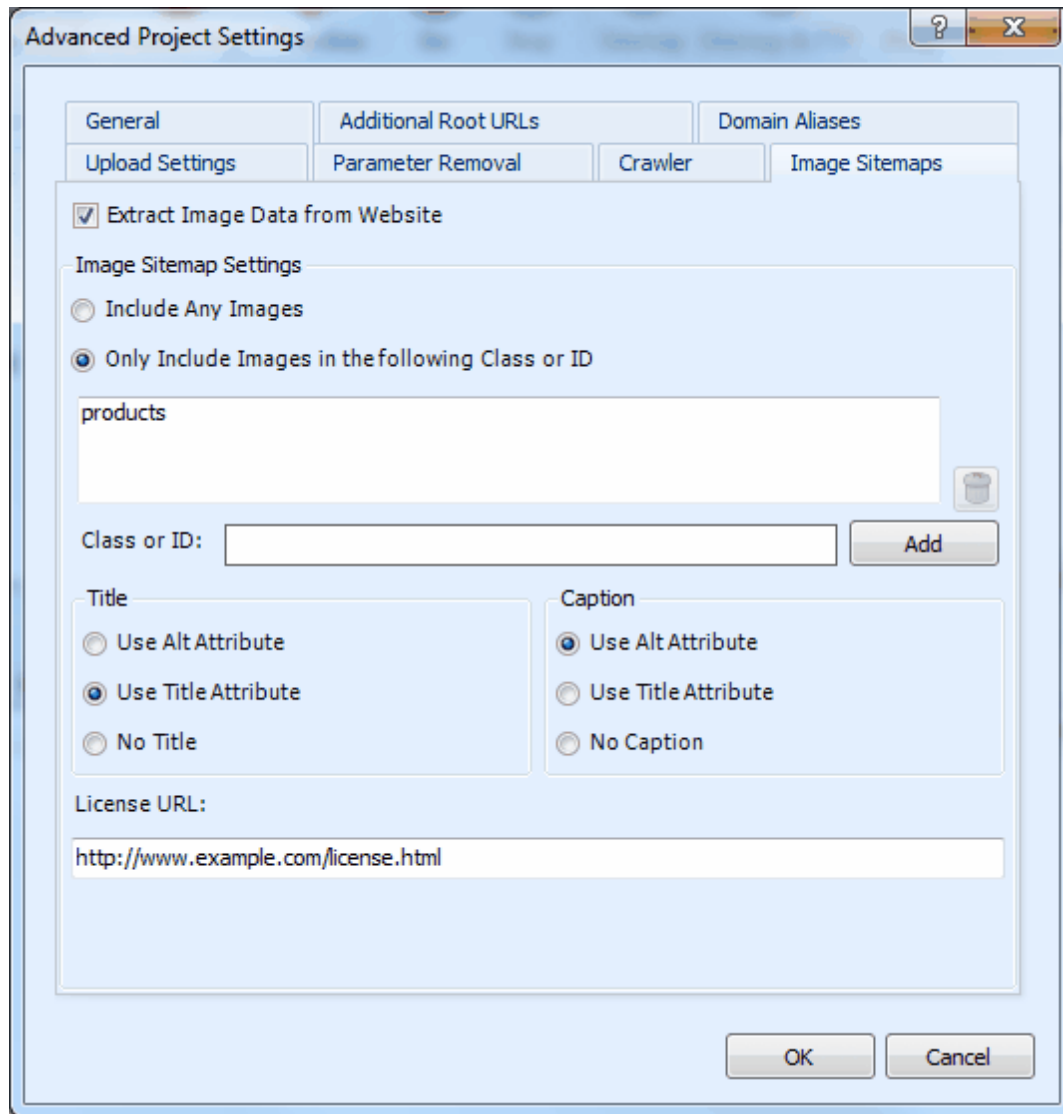 Advanced Project Settings
General Additional Root URLs Domain Aliases
Upload Settings Parameter Removal Crawler Image Sitemaps
Extract Image Data from Website
Image Sitemap Settings
Include Any Images
Only Include Images in the following Class or ID
products
Class or ID: Add
Title
Use Alt Attribute
Use Title Attribute
No Title
Caption
Use Alt Attribute
Use Title Attribute
No Caption
License URL:
http://www.example.com/license.html
OK Cancel